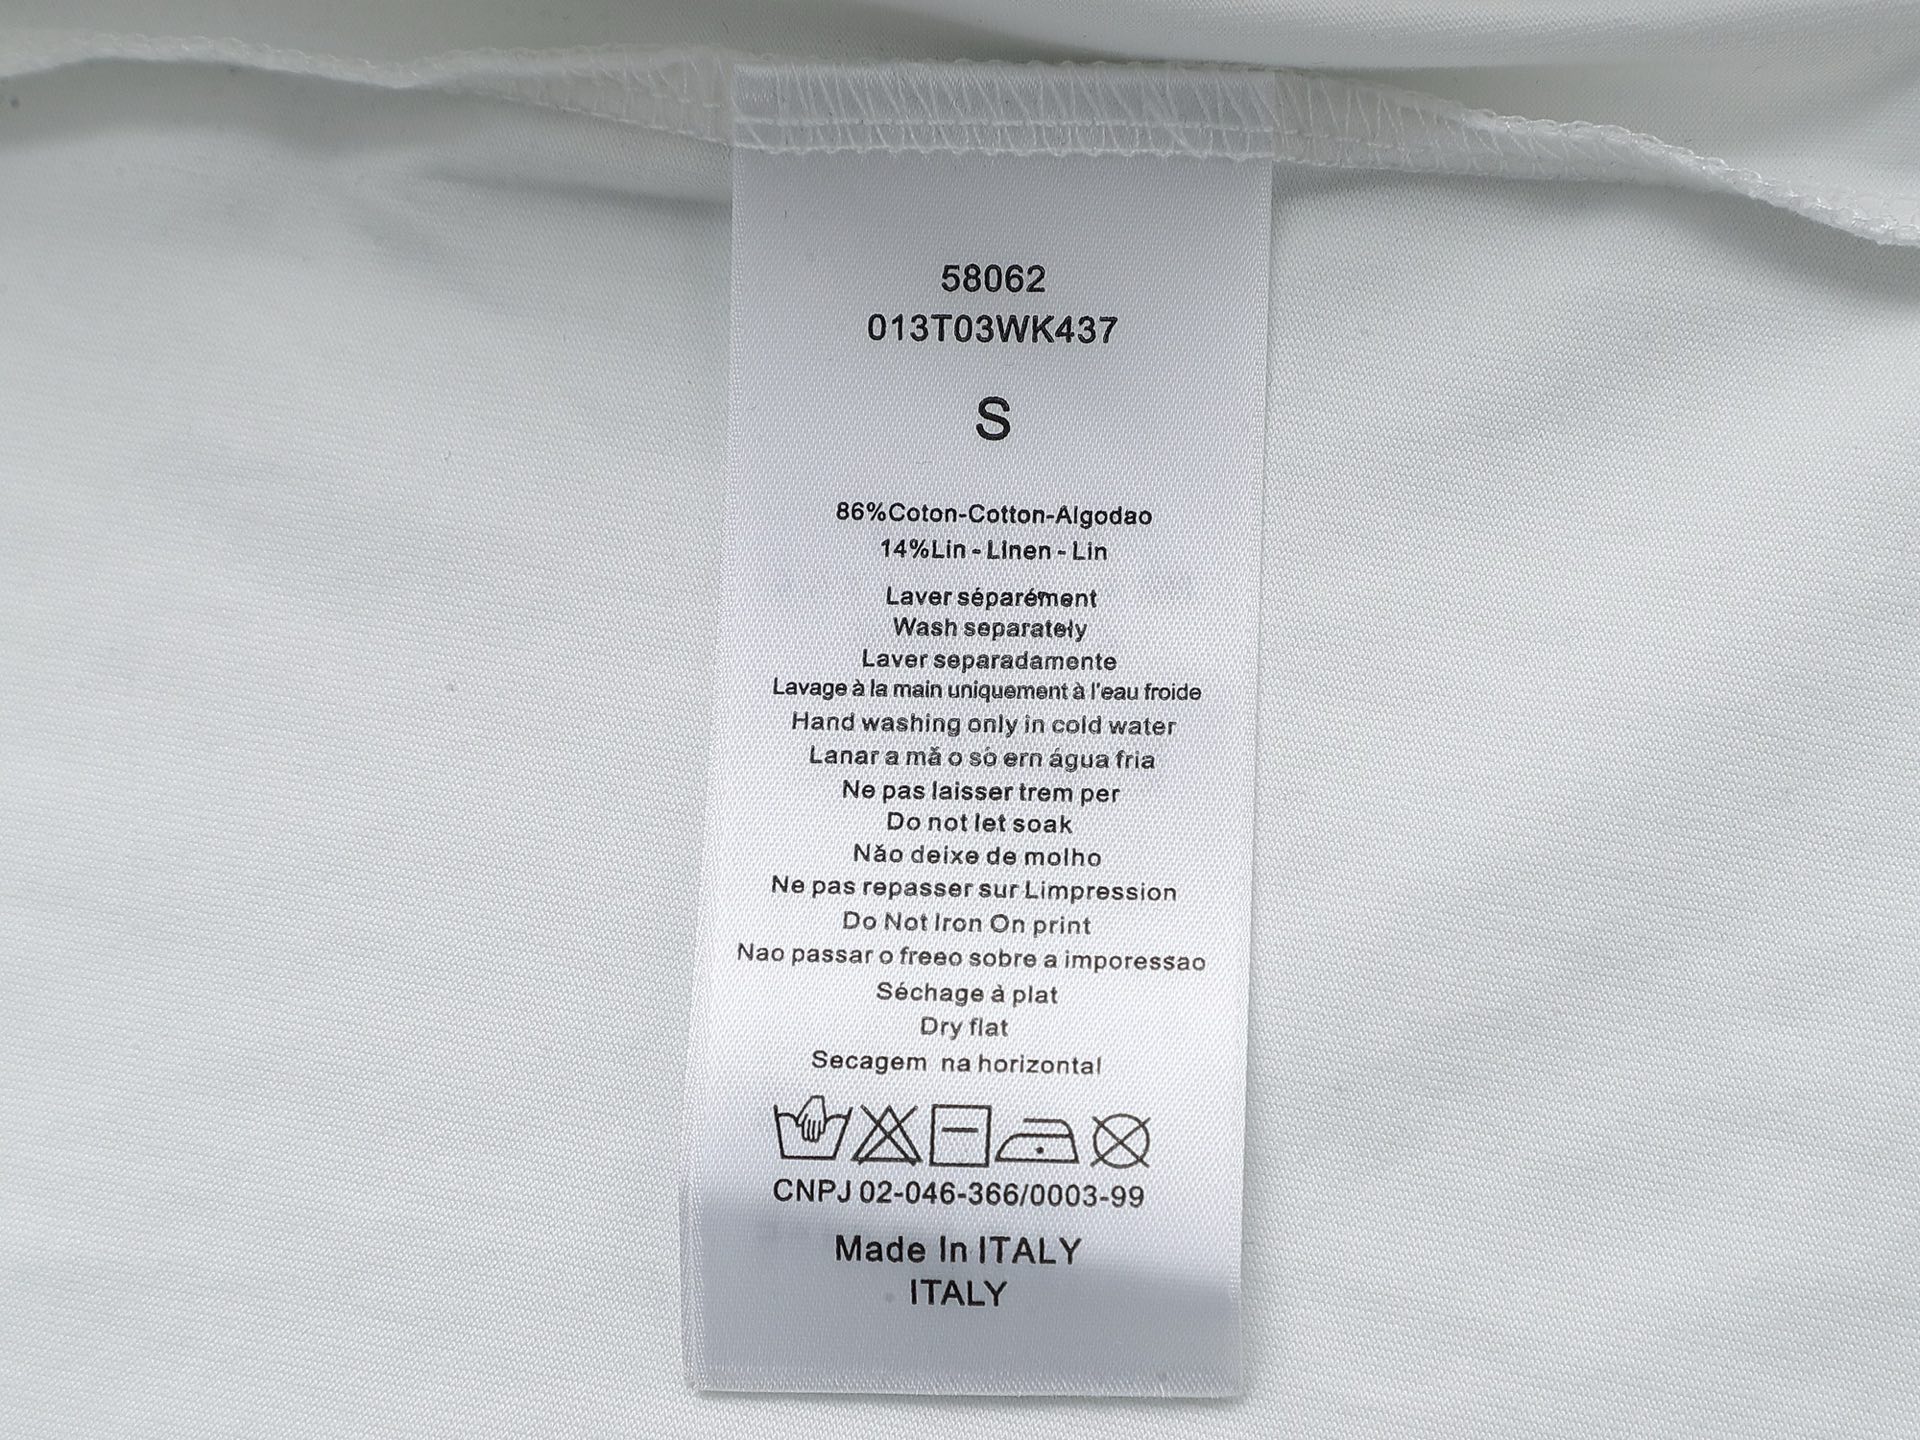 58062
013T03WK437
S
86%Coton-Cotton-Algodao
14%Lin - Linen - Lin
Laver séparément
Wash separately
Laver separadamente
Lavage à la main uniquement à l'eau froide
Hand washing only in cold water
Lanar a mă o só ern água fria
Ne pas laisser trem per
Do not let soak
Năo deixe de molho
Ne pas repasser sur Limpression
Do Not Iron On print
Nao passar o freeo sobre a imporessao
Séchage à plat
Dry flat
Secagem na horizontal
CNPJ 02-046-366/0003-99
Made In ITALY
ITALY